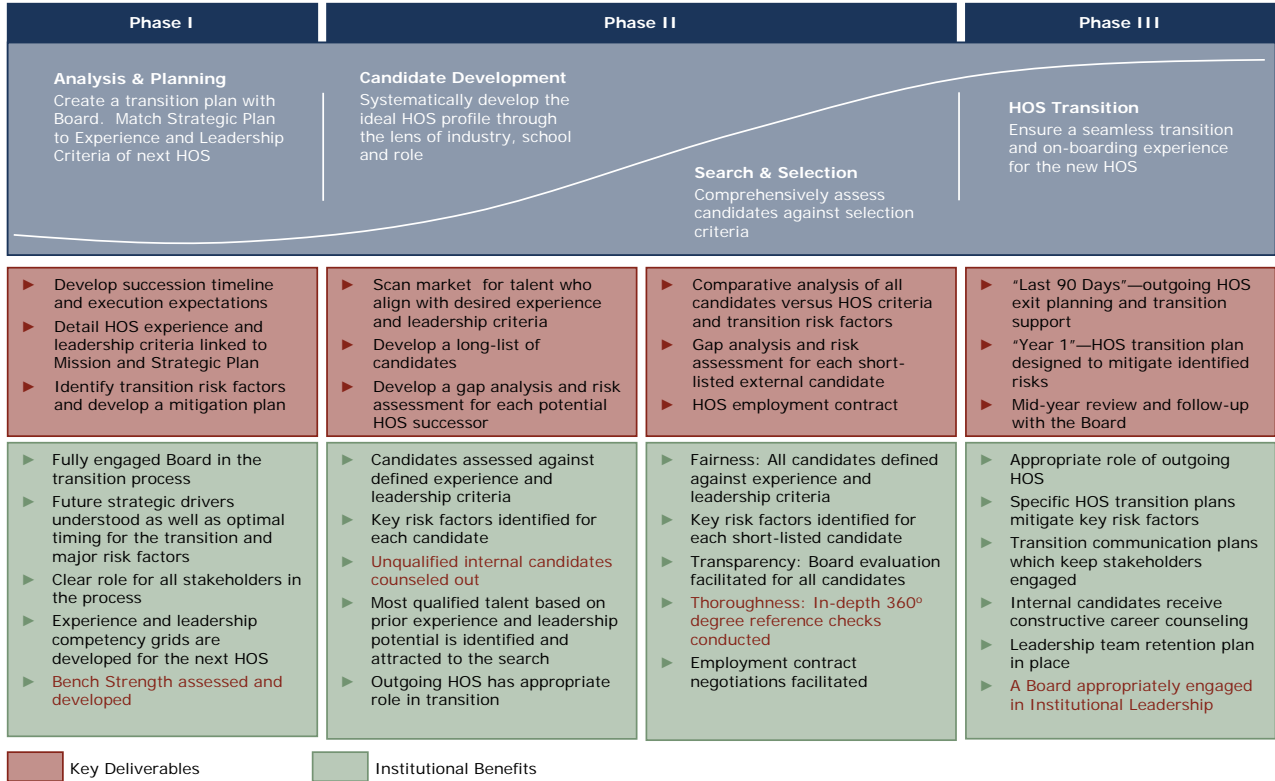 Phase I
Phase II
Phase III
Analysis & Planning
Create a transition plan with
Board. Match Strategic Plan
to Experience and Leadership
Criteria of next HOS
Candidate Development
Systematically develop the
ideal HOS profile through
the lens of industry, school
and role
Search & Selection
Comprehensively assess
candidates against selection
criteria
HOS Transition
Ensure a seamless transition
and on-boarding experience
for the new HOS
► Develop succession timeline
and execution expectations
► Detail HOS experience and
leadership criteria linked to
Mission and Strategic Plan
► Identify transition risk factors
and develop a mitigation plan
► Scan market for talent who
align with desired experience
and leadership criteria
► Develop a long-list of
candidates
► Develop a gap analysis and risk
assessment for each potential
HOS successor
► Comparative analysis of all
candidates versus HOS criteria
and transition risk factors
► Gap analysis and risk
assessment for each short-
listed external candidate
► HOS employment contract
► “Last 90 Days”—outgoing HOS
exit planning and transition
support
► “Year 1”—HOS transition plan
designed to mitigate identified
risks
► Mid-year review and follow-up
with the Board
► Fully engaged Board in the
transition process
► Future strategic drivers
understood as well as optimal
timing for the transition and
major risk factors
► Clear role for all stakeholders in
the process
► Experience and leadership
competency grids are
developed for the next HOS
► Bench Strength assessed and
developed
► Candidates assessed against
defined experience and
leadership criteria
► Key risk factors identified for
each candidate
► Unqualified internal candidates
counseled out
► Most qualified talent based on
prior experience and leadership
potential is identified and
attracted to the search
► Outgoing HOS has appropriate
role in transition
► Fairness: All candidates defined
against experience and
leadership criteria
► Key risk factors identified for
each short-listed candidate
► Transparency: Board evaluation
facilitated for all candidates
► Thoroughness: In-depth 360º
degree reference checks
conducted
► Employment contract
negotiations facilitated
► Appropriate role of outgoing
HOS
► Specific HOS transition plans
mitigate key risk factors
► Transition communication plans
which keep stakeholders
engaged
► Internal candidates receive
constructive career counseling
► Leadership team retention plan
in place
► A Board appropriately engaged
in Institutional Leadership
Key Deliverables
Institutional Benefits